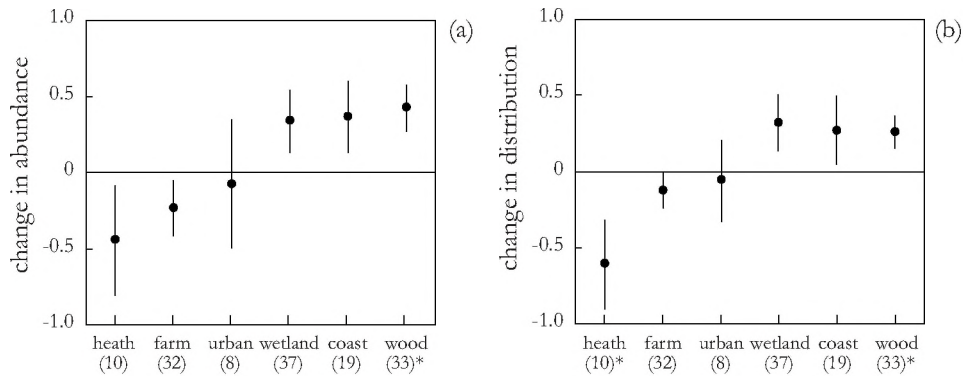 (a)
change in abundance
1.0
0.5
0
-0.5
-1.0
heath farm urban wetland coast wood
(10) (32) (8) (37) (19) (33)*
(b)
change in distribution
1.0
0.5
0
-0.5
-1.0
heath farm urban wetland coast wood
(10)* (32) (8) (37) (19) (33)*